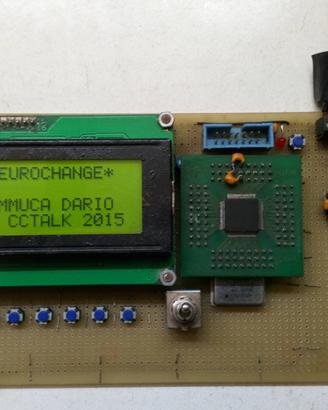 EUROCHANGE*
MMUCA DARIO
CCTALK 2015